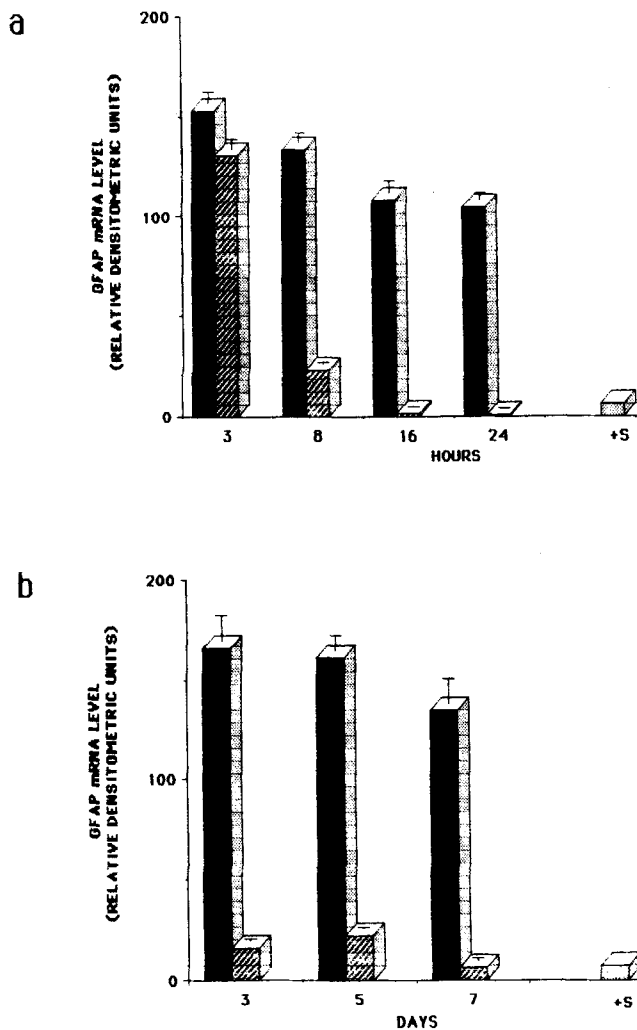 a
200
100
0
GFAP mRNA LEVEL
(RELATIVE DENSITOMETRIC UNITS)
3 8 16 24 +S
HOURS
b
200
100
0
GFAP mRNA LEVEL
(RELATIVE DENSITOMETRIC UNITS)
3 5 7 +S
DAYS